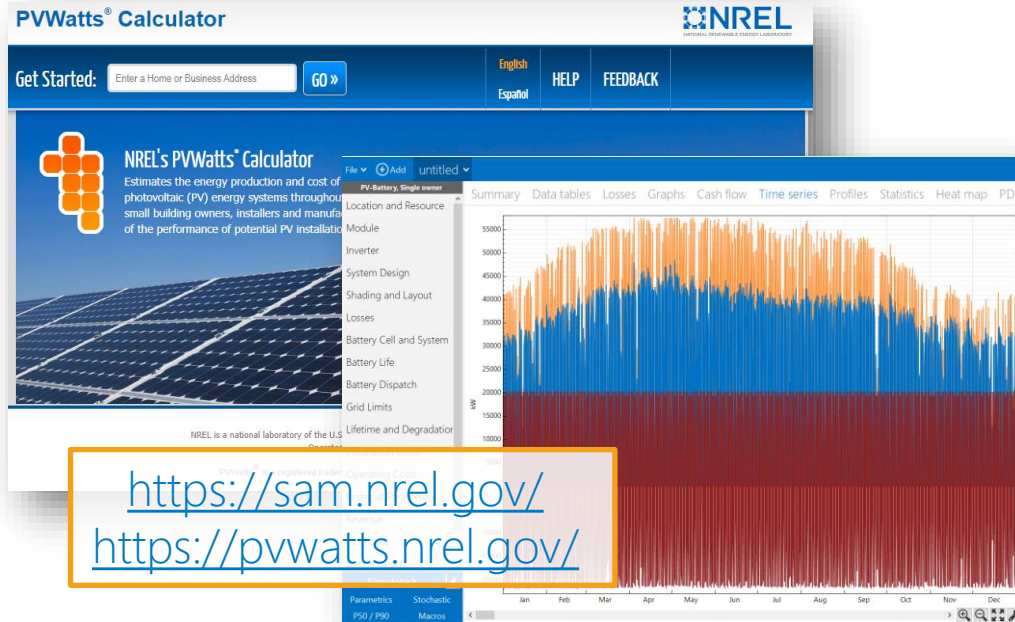 PVWatts® Calculator
NREL
NATIONAL RENEWABLE ENERGY LABORATORY
Get Started:
Enter a Home or Business Address
GO »
English
Español
HELP
FEEDBACK
NREL's PVWatts® Calculator
Estimates the energy production and cost of
photovoltaic (PV) energy systems throughou
small building owners, installers and manufa
of the performance of potential PV installatio
NREL is a national laboratory of the U.S
File
Add
untitled
PV-Battery, Single owner
Location and Resource
Module
Inverter
System Design
Shading and Layout
Losses
Battery Cell and System
Battery Life
Battery Dispatch
Grid Limits
Lifetime and Degradation
Operating Costs
Revenue
Parametrics Stochastic
P50 / P90 Macros
Summary Data tables Losses Graphs Cash flow Time series Profiles Statistics Heat map PD
55000
50000
45000
40000
35000
30000
25000
20000
15000
10000
kW
Jan Feb Mar Apr May Jun Jul Aug Sep Oct Nov Dec
https://sam.nrel.gov/
https://pvwatts.nrel.gov/